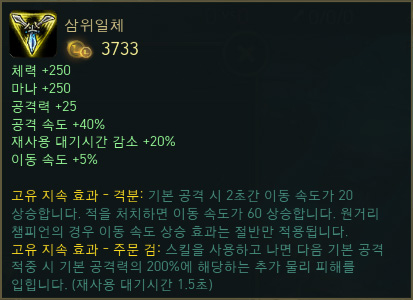 삼위일체
3733
체력 +250
마나 +250
공격력 +25
공격 속도 +40%
재사용 대기시간 감소 +20%
이동 속도 +5%
고유 지속 효과 - 격분: 기본 공격 시 2초간 이동 속도가 20
상승합니다. 적을 처치하면 이동 속도가 60 상승합니다. 원거리
챔피언의 경우 이동 속도 상승 효과는 절반만 적용됩니다.
고유 지속 효과 - 주문 검: 스킬을 사용하고 나면 다음 기본 공격
적중 시 기본 공격력의 200%에 해당하는 추가 물리 피해를
입힙니다. (재사용 대기시간 1.5초)